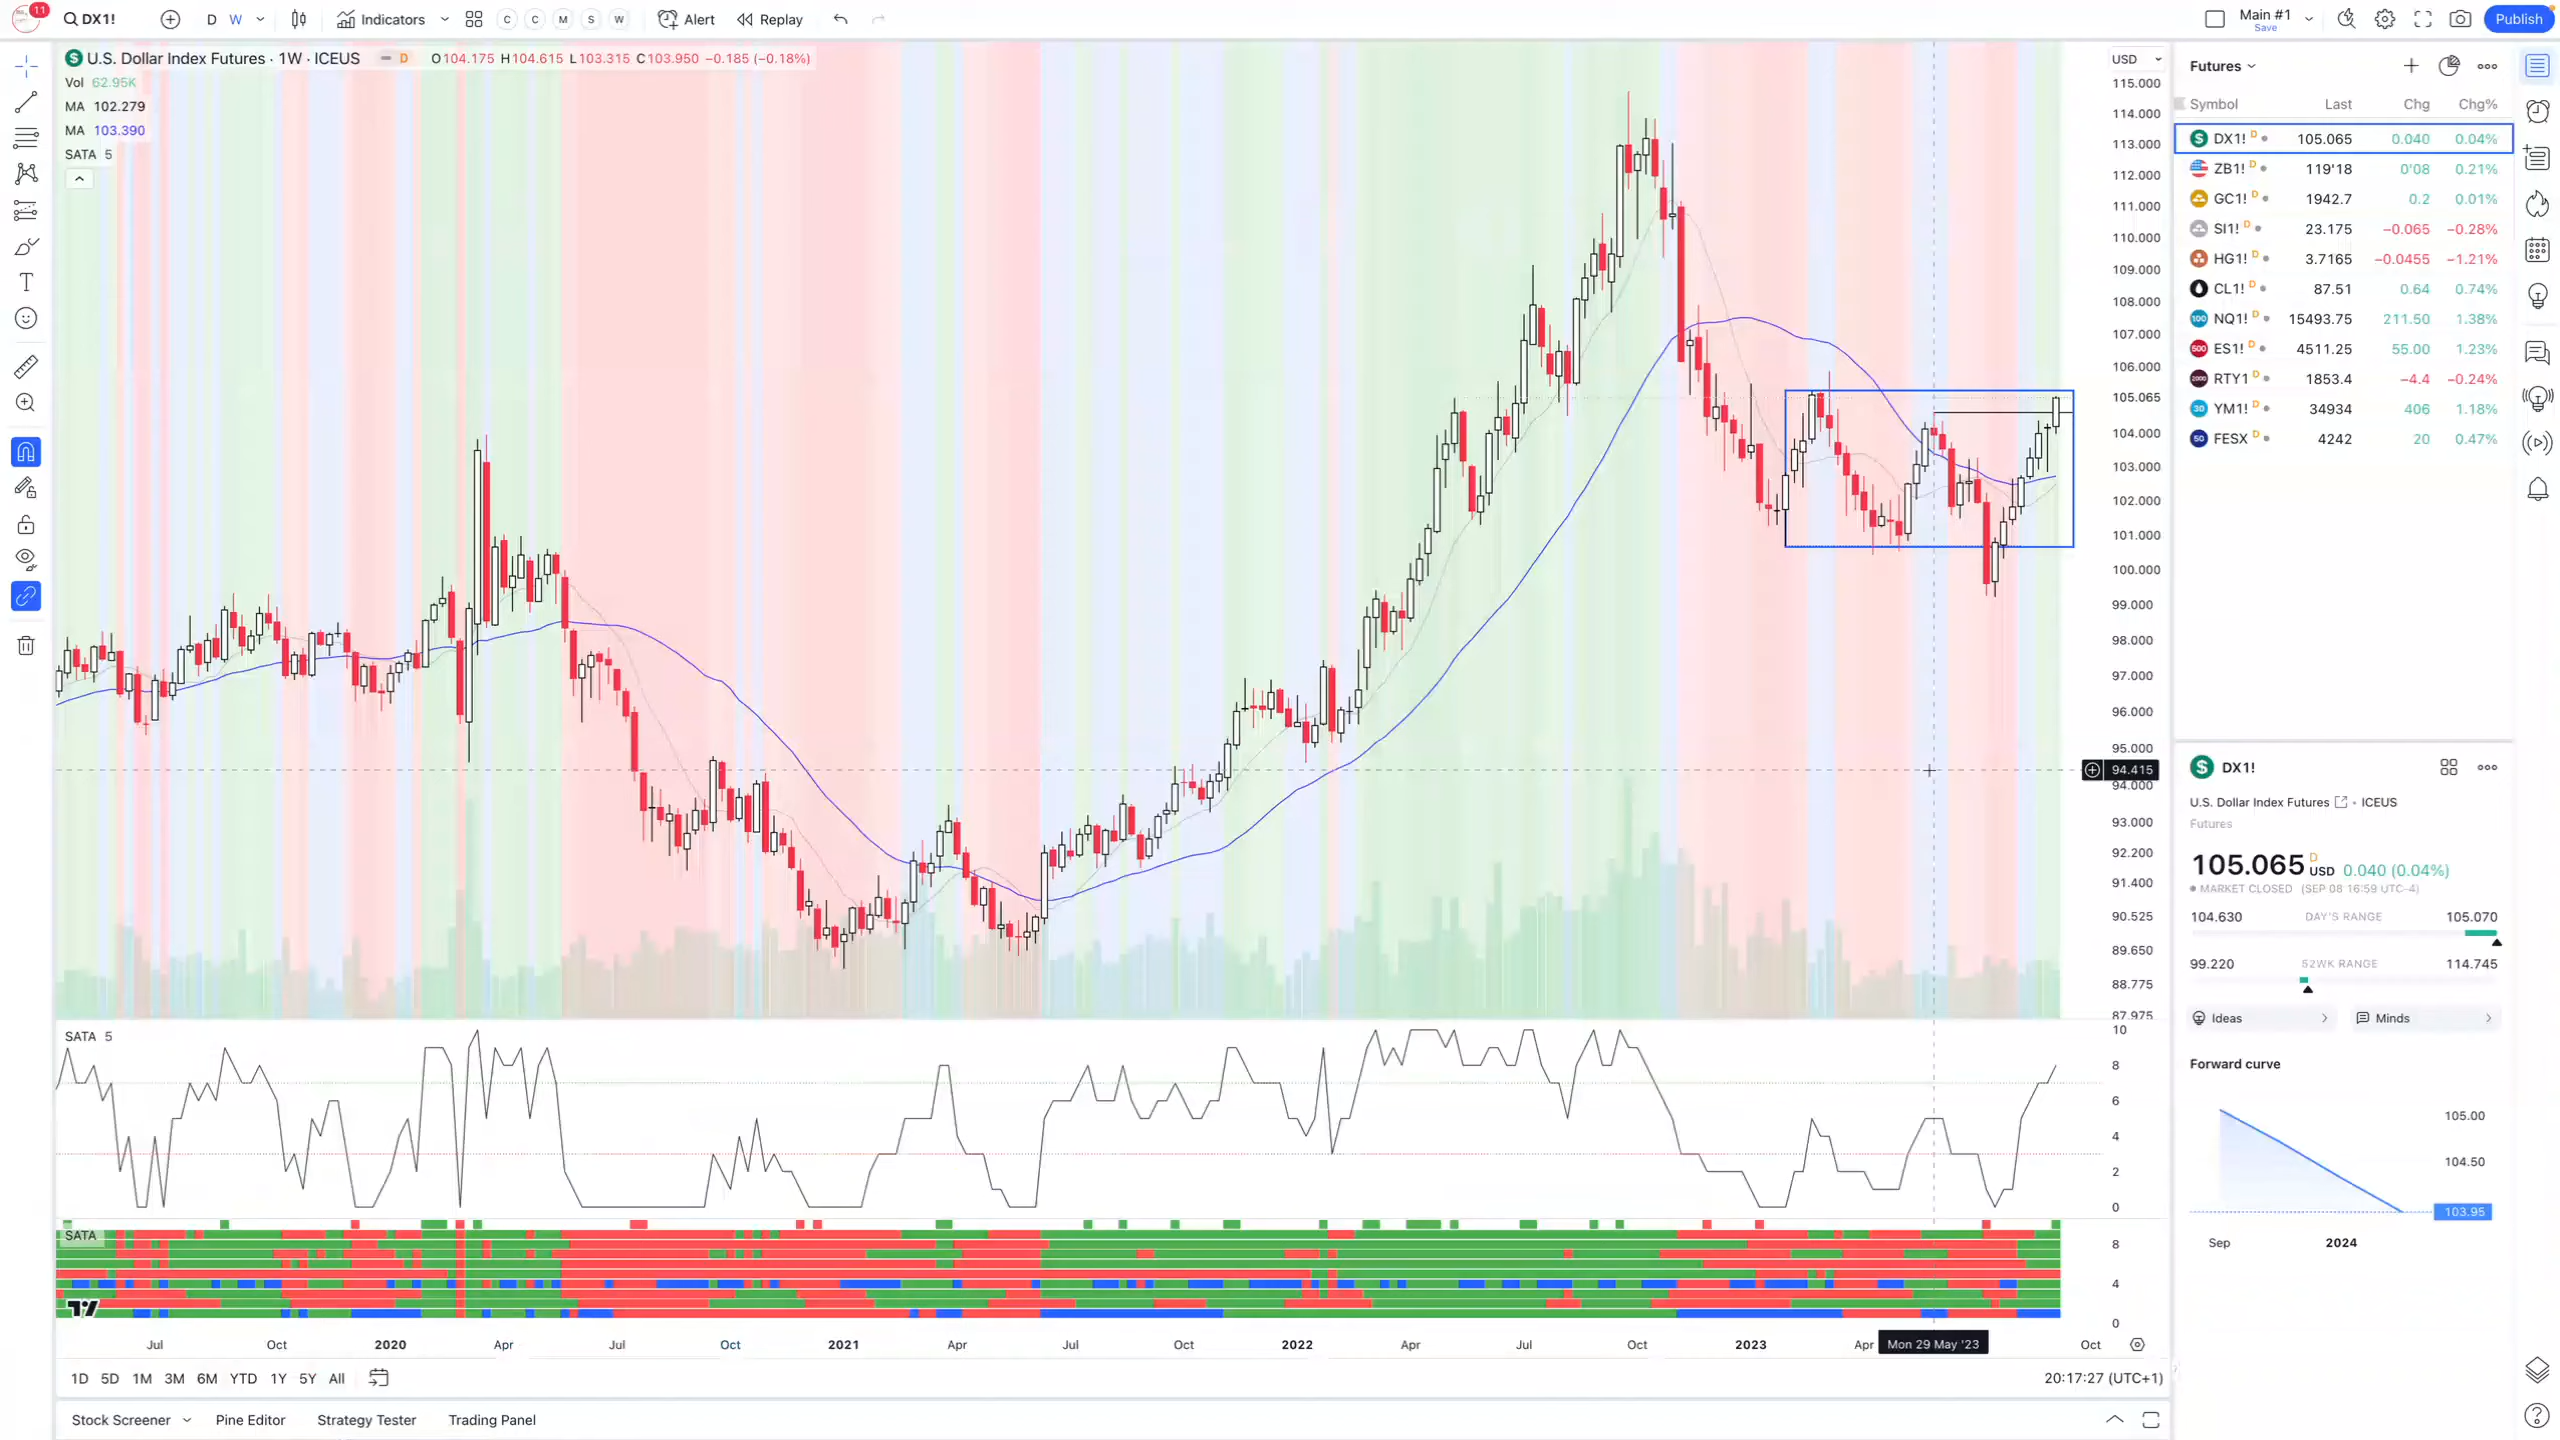 11
DX1!
D W
Indicators
C C M S W
Alert
Replay
Main #1
Save
Publish
U.S. Dollar Index Futures · 1W · ICEUS D O104.175 H104.615 L103.315 C103.950 −0.185 (−0.18%)
Vol 62.95K
MA 102.279
MA 103.390
SATA 5
USD
115.000
114.000
113.000
112.000
111.000
110.000
109.000
108.000
107.000
106.000
105.065
104.000
103.000
102.000
101.000
100.000
99.000
98.000
97.000
96.000
95.000
94.415
94.000
93.000
92.200
91.400
90.525
89.650
88.775
87.975
SATA 5
10
8
6
4
2
0
SATA
8
4
0
Jul Oct 2020 Apr Jul Oct 2021 Apr Jul Oct 2022 Apr Jul Oct 2023 Apr Mon 29 May '23 Oct
1D 5D 1M 3M 6M YTD 1Y 5Y All
20:17:27 (UTC+1)
Stock Screener Pine Editor Strategy Tester Trading Panel
Futures
Symbol Last Chg Chg%
DX1! D 105.065 0.040 0.04%
ZB1! D 119'18 0'08 0.21%
GC1! D 1942.7 0.2 0.01%
SI1! D 23.175 −0.065 −0.28%
HG1! D 3.7165 −0.0455 −1.21%
CL1! D 87.51 0.64 0.74%
100 NQ1! D 15493.75 211.50 1.38%
500 ES1! D 4511.25 55.00 1.23%
2000 RTY1 D 1853.4 −4.4 −0.24%
30 YM1! D 34934 406 1.18%
50 FESX D 4242 20 0.47%
DX1!
U.S. Dollar Index Futures · ICEUS
Futures
105.065 D USD 0.040 (0.04%)
MARKET CLOSED (SEP 08 16:59 UTC-4)
104.630 DAY'S RANGE 105.070
99.220 52WK RANGE 114.745
Ideas
Minds
Forward curve
105.00
104.50
103.95
Sep 2024